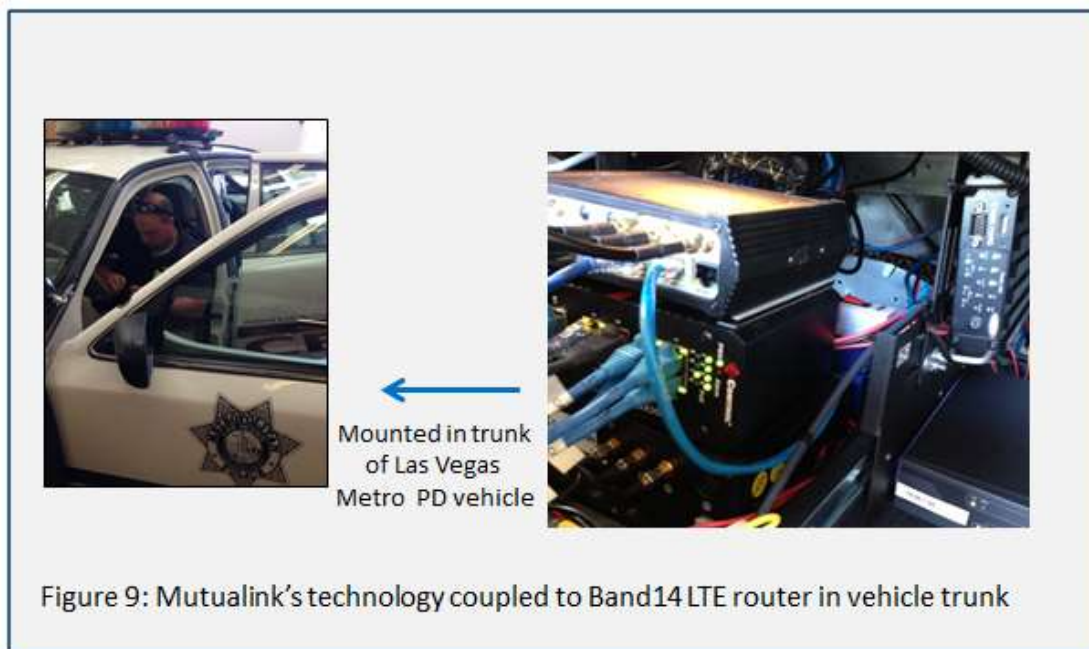 Mounted in trunk
of Las Vegas
Metro PD vehicle
Figure 9: Mutualink's technology coupled to Band14 LTE router in vehicle trunk